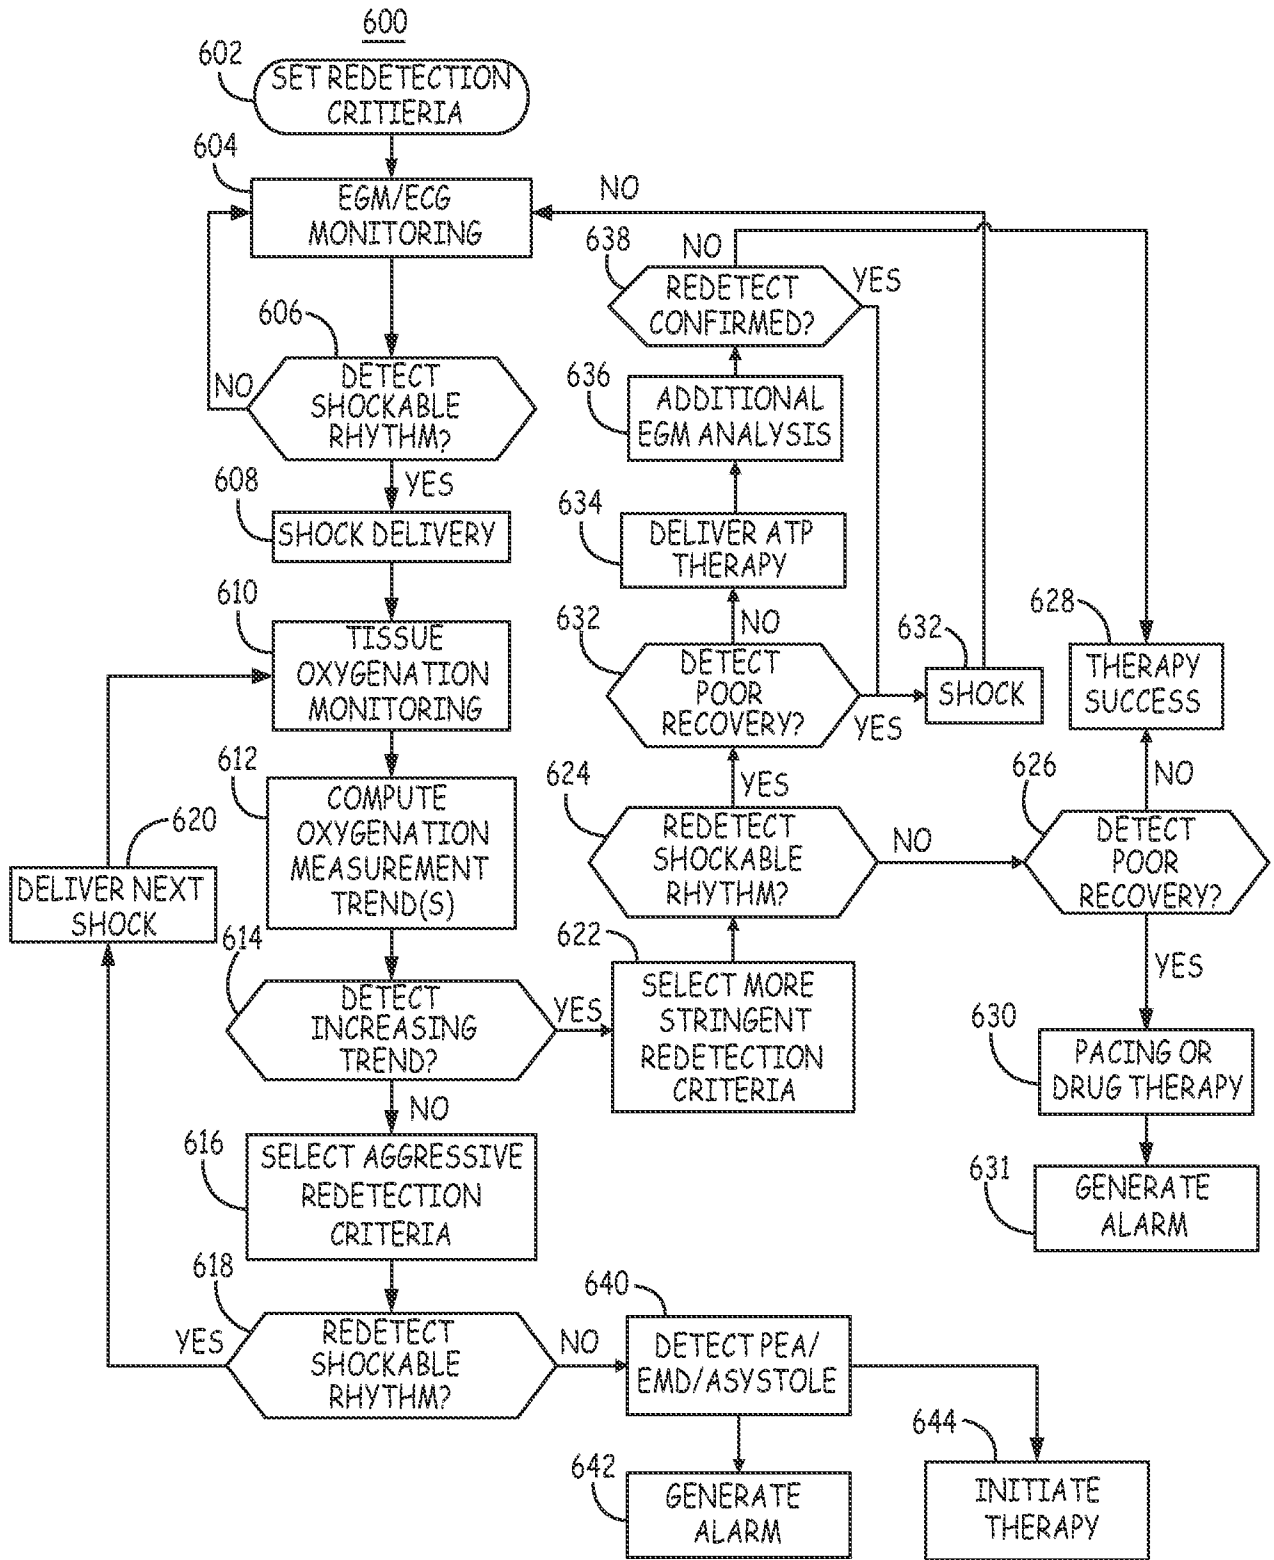 600
602
SET REDETECTION
CRITIERIA
604
EGM/ECG
MONITORING
NO
606
DETECT
SHOCKABLE
RHYTHM?
NO
YES
608
SHOCK DELIVERY
610
TISSUE
OXYGENATION
MONITORING
612
COMPUTE
OXYGENATION
MEASUREMENT
TREND(S)
620
DELIVER NEXT
SHOCK
614
DETECT
INCREASING
TREND?
YES
NO
616
SELECT AGGRESSIVE
REDETECTION
CRITERIA
618
REDETECT
SHOCKABLE
RHYTHM?
YES
NO
622
SELECT MORE
STRINGENT
REDETECTION
CRITERIA
624
REDETECT
SHOCKABLE
RHYTHM?
YES
NO
632
DETECT
POOR
RECOVERY?
NO
YES
634
DELIVER ATP
THERAPY
636
ADDITIONAL
EGM ANALYSIS
638
REDETECT
CONFIRMED?
NO
YES
632
SHOCK
628
THERAPY
SUCCESS
626
DETECT
POOR
RECOVERY?
NO
YES
630
PACING OR
DRUG THERAPY
631
GENERATE
ALARM
640
DETECT PEA/
EMD/ASYSTOLE
642
GENERATE
ALARM
644
INITIATE
THERAPY